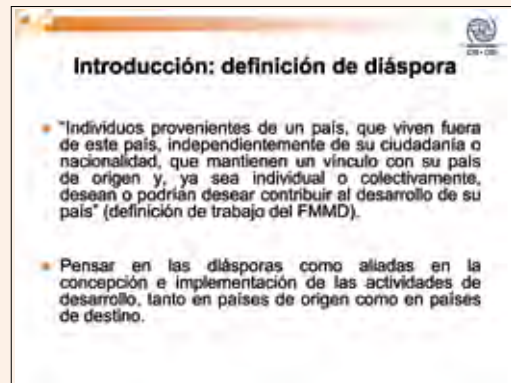 OIM • OIM
Introducción: definición de diáspora
"Individuos provenientes de un país, que viven fuera
de este país, independientemente de su ciudadanía o
nacionalidad, que mantienen un vínculo con su país
de origen y, ya sea individual o colectivamente,
desean o podrían desear contribuir al desarrollo de su
país" (definición de trabajo del FMMD).
Pensar en las diásporas como aliadas en la
concepción e implementación de las actividades de
desarrollo, tanto en países de origen como en países
de destino.